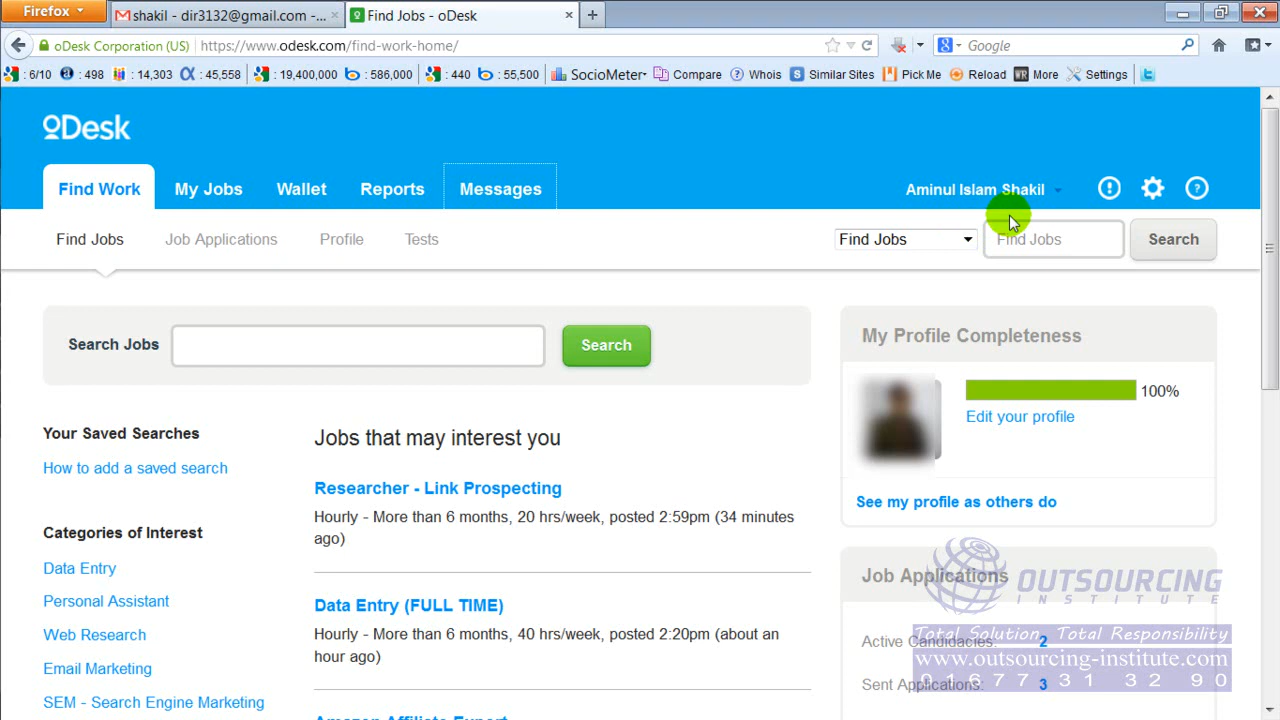 Firefox
shakil - dir3132@gmail.com -...
Find Jobs - oDesk
oDesk Corporation (US)
https://www.odesk.com/find-work-home/
Google
: 6/10
: 498
: 14,303
: 45,558
: 19,400,000
: 586,000
: 440
: 55,500
SocioMeter
Compare
Whois
Similar Sites
Pick Me
Reload
More
Settings
oDesk
Find Work
My Jobs
Wallet
Reports
Messages
Aminul Islam Shakil
Find Jobs
Job Applications
Profile
Tests
Find Jobs
Find Jobs
Search
Search Jobs
Search
My Profile Completeness
100%
Edit your profile
See my profile as others do
Your Saved Searches
How to add a saved search
Categories of Interest
Data Entry
Personal Assistant
Web Research
Email Marketing
SEM - Search Engine Marketing
Jobs that may interest you
Researcher - Link Prospecting
Hourly - More than 6 months, 20 hrs/week, posted 2:59pm (34 minutes
ago)
Data Entry (FULL TIME)
Hourly - More than 6 months, 40 hrs/week, posted 2:20pm (about an
hour ago)
Amazon Affiliate Expert
Job Applications
Active Candidacies: 2
Sent Applications: 3
OUTSOURCING
INSTITUTE
Total Solution, Total Responsibility
www.outsourcing-institute.com
01677 31 32 90